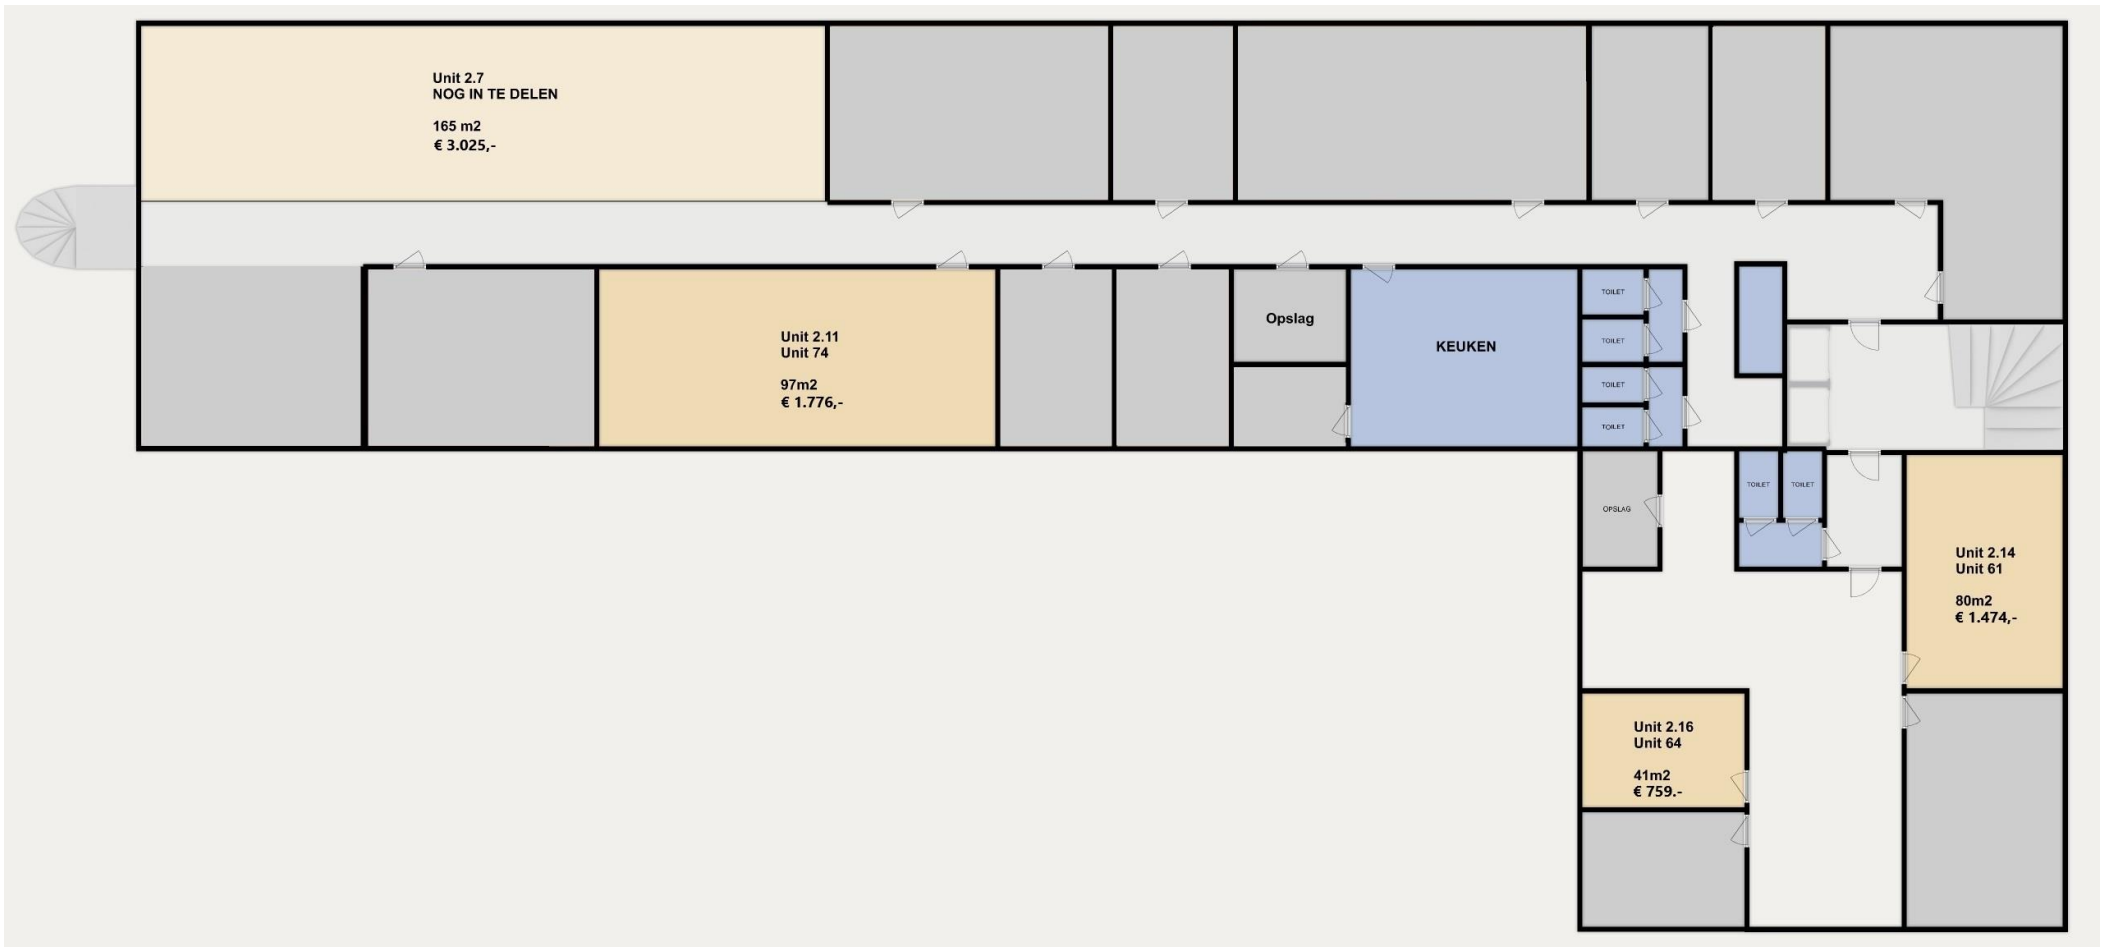 Unit 2.7
NOG IN TE DELEN
165 m2
€ 3.025,-
Unit 2.11
Unit 74
97m2
€ 1.776,-
Opslag
KEUKEN
TOILET
TOILET
TOILET
TOILET
OPSLAG
TOILET
TOILET
Unit 2.14
Unit 61
80m2
€ 1.474,-
Unit 2.16
Unit 64
41m2
€ 759.-